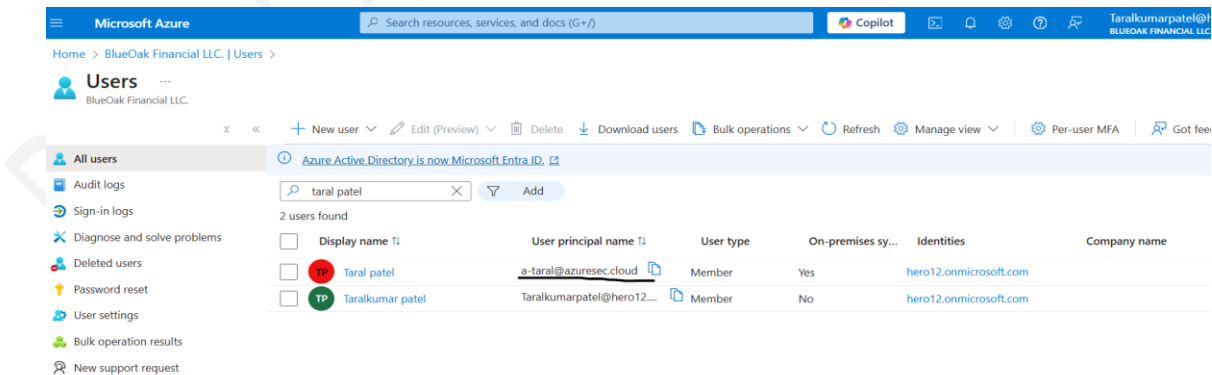 Microsoft Azure
Search resources, services, and docs (G+/)
Copilot
Taralkumarpatel@h
BLUEOAK FINANCIAL LLC
Home > BlueOak Financial LLC. | Users >
Users ...
BlueOak Financial LLC.
+ New user Edit (Preview) Delete Download users Bulk operations Refresh Manage view Per-user MFA Got fee
All users
Azure Active Directory is now Microsoft Entra ID.
Audit logs
taral patel Add
Sign-in logs
2 users found
Diagnose and solve problems
Display name User principal name User type On-premises sy... Identities Company name
Deleted users
TP Taral patel a-taral@azuresec.cloud Member Yes hero12.onmicrosoft.com
Password reset
TP Taralkumar patel Taralkumarpatel@hero12.... Member No hero12.onmicrosoft.com
User settings
Bulk operation results
New support request